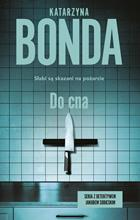 KATARZYNA
BONDA
Słabi są skazani na pożarcie
Do cna
SERIA Z DETEKTYWEM
JAKUBEM SOBIESKIM